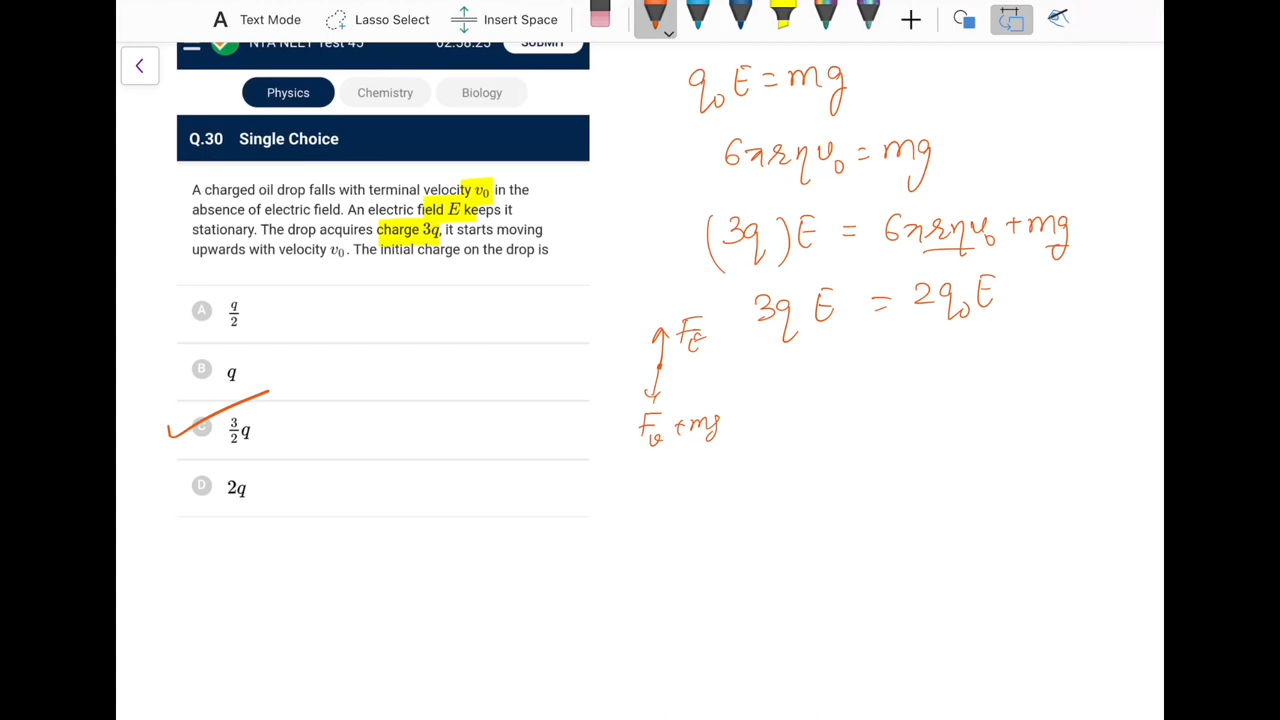 A Text Mode Lasso Select Insert Space
NTA NEET Test 45 02:58:25 SUBMIT
Physics Chemistry Biology
Q.30 Single Choice
A charged oil drop falls with terminal velocity v₀ in the
absence of electric field. An electric field E keeps it
stationary. The drop acquires charge 3q, it starts moving
upwards with velocity v₀. The initial charge on the drop is
A q/2
B q
C 3/2 q
D 2q
q₀E = mg
6πrηv₀ = mg
(3q)E = 6πrηv₀ + mg
3qE = 2q₀E
F_E
F_v + mg